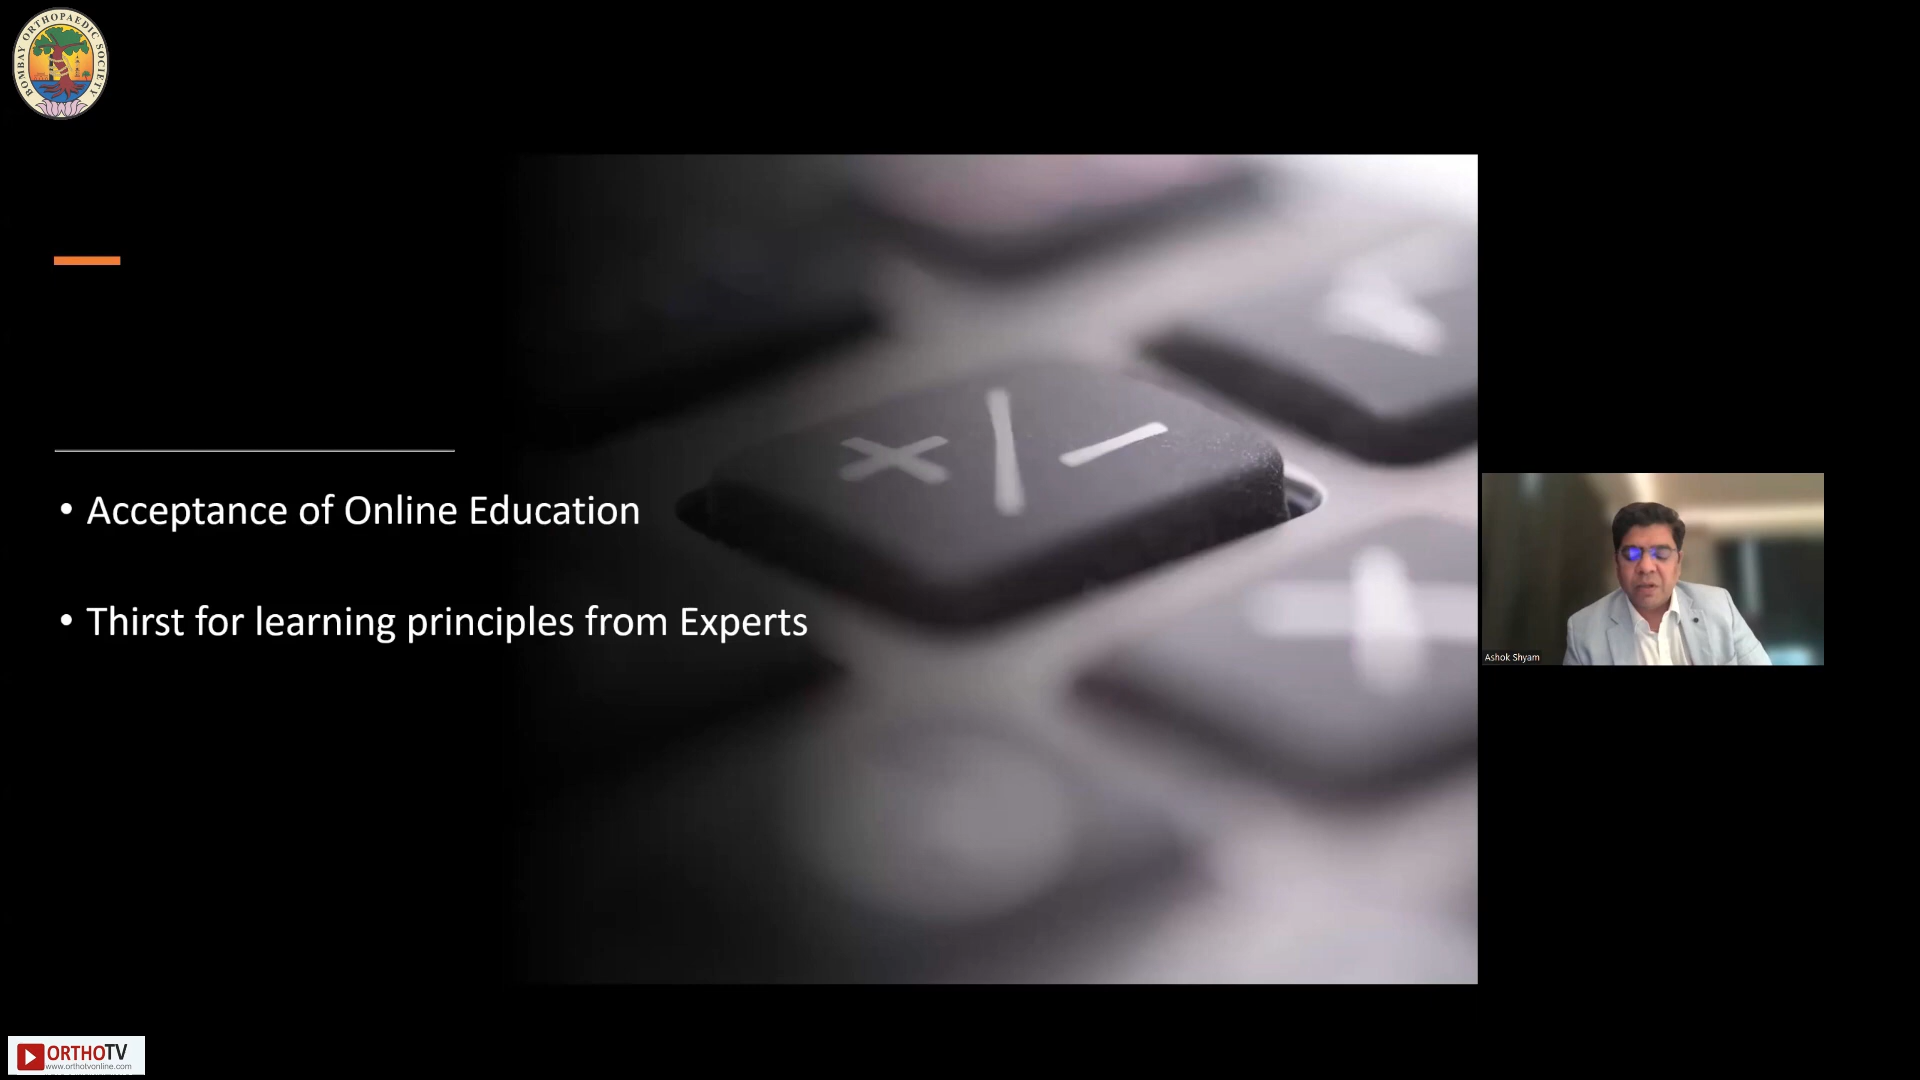 BOMBAY ORTHOPAEDIC SOCIETY
• Acceptance of Online Education
• Thirst for learning principles from Experts
Ashok Shyam
ORTHOTV
www.orthotvonline.com